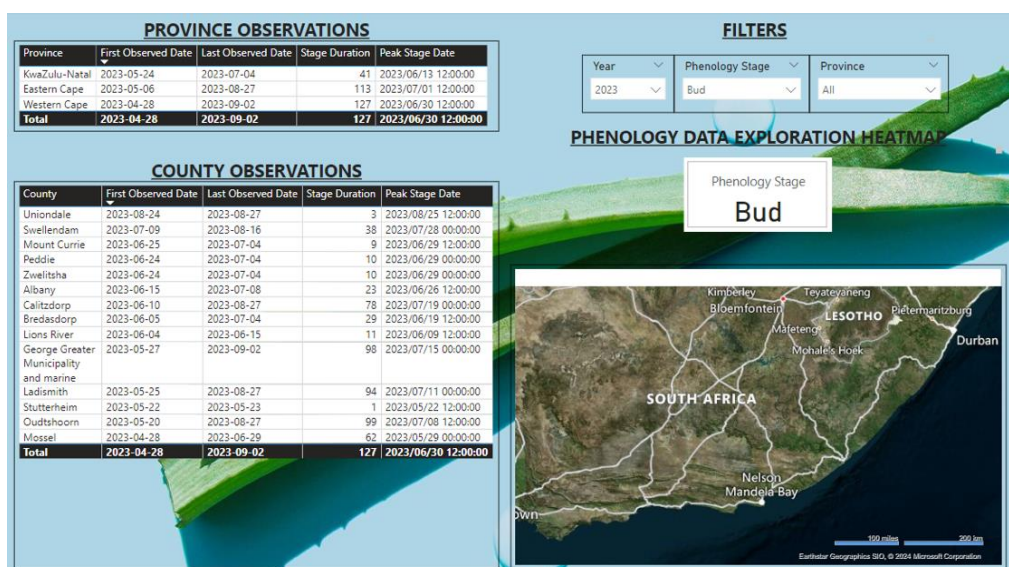 PROVINCE OBSERVATIONS
Province First Observed Date Last Observed Date Stage Duration Peak Stage Date
KwaZulu-Natal 2023-05-24 2023-07-04 41 2023/06/13 12:00:00
Eastern Cape 2023-05-06 2023-08-27 113 2023/07/01 12:00:00
Western Cape 2023-04-28 2023-09-02 127 2023/06/30 12:00:00
Total 2023-04-28 2023-09-02 127 2023/06/30 12:00:00
COUNTY OBSERVATIONS
County First Observed Date Last Observed Date Stage Duration Peak Stage Date
Uniondale 2023-08-24 2023-08-27 3 2023/08/25 12:00:00
Swellendam 2023-07-09 2023-08-16 38 2023/07/28 00:00:00
Mount Currie 2023-06-25 2023-07-04 9 2023/06/29 12:00:00
Peddie 2023-06-24 2023-07-04 10 2023/06/29 00:00:00
Zwelitsha 2023-06-24 2023-07-04 10 2023/06/29 00:00:00
Albany 2023-06-15 2023-07-08 23 2023/06/26 12:00:00
Calitzdorp 2023-06-10 2023-08-27 78 2023/07/19 00:00:00
Bredasdorp 2023-06-05 2023-07-04 29 2023/06/19 12:00:00
Lions River 2023-06-04 2023-06-15 11 2023/06/09 12:00:00
George Greater 2023-05-27 2023-09-02 98 2023/07/15 00:00:00
Municipality
and marine
Ladismith 2023-05-25 2023-08-27 94 2023/07/11 00:00:00
Stutterheim 2023-05-22 2023-05-23 1 2023/05/22 12:00:00
Oudtshoorn 2023-05-20 2023-08-27 99 2023/07/08 12:00:00
Mossel 2023-04-28 2023-06-29 62 2023/05/29 00:00:00
Total 2023-04-28 2023-09-02 127 2023/06/30 12:00:00
FILTERS
Year Phenology Stage Province
2023 Bud All
PHENOLOGY DATA EXPLORATION HEATMAP
Phenology Stage
Bud
Kimberley Teyateyaneng
Bloemfontein LESOTHO Pietermaritzburg
Mafeteng
Durban
Mohale's Hoek
SOUTH AFRICA
Nelson
Mandela Bay
own
100 miles 200 km
Earthstar Geographics SIO, © 2024 Microsoft Corporation